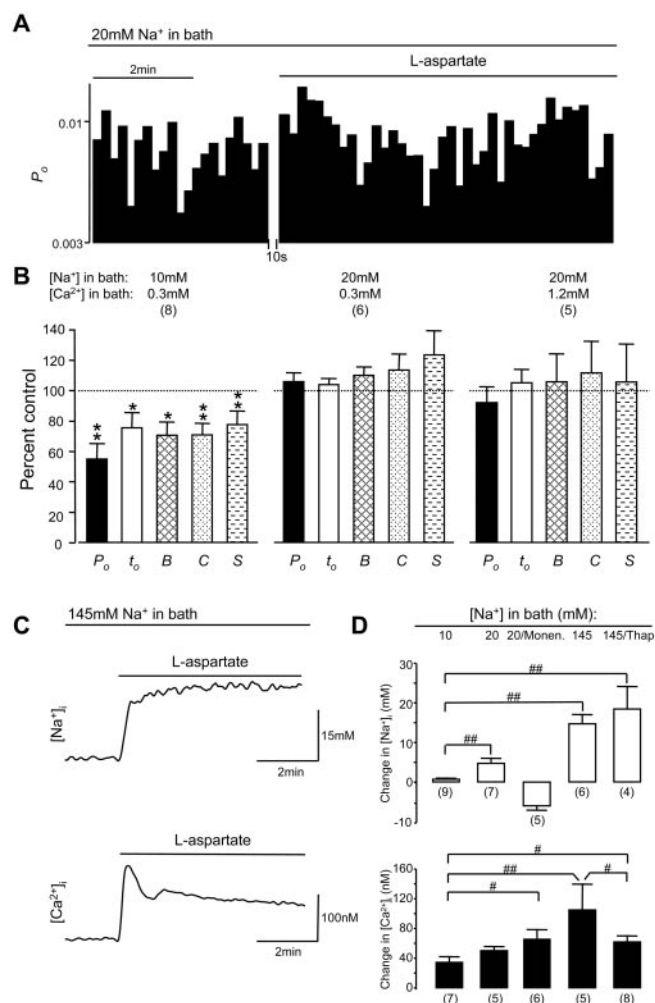 A
20mM Na⁺ in bath
2min
L-aspartate
0.01
Pₒ
0.003
10s
B
[Na⁺] in bath: 10mM 20mM 20mM
[Ca²⁺] in bath: 0.3mM 0.3mM 1.2mM
(8) (6) (5)
Percent control
140
120
100
80
60
40
20
0
** * * ** **
Pₒ tₒ B C S Pₒ tₒ B C S Pₒ tₒ B C S
C
145mM Na⁺ in bath
L-aspartate
[Na⁺]ᵢ
15mM
2min
L-aspartate
[Ca²⁺]ᵢ
100nM
2min
D
[Na⁺] in bath (mM):
10 20 20/Monen. 145 145/Thap
Change in [Na⁺]ᵢ (mM)
30
20
10
0
-10
##
##
##
(9) (7) (5) (6) (4)
Change in [Ca²⁺]ᵢ (nM)
160
120
80
40
0
#
## #
#
(7) (5) (6) (5) (8)